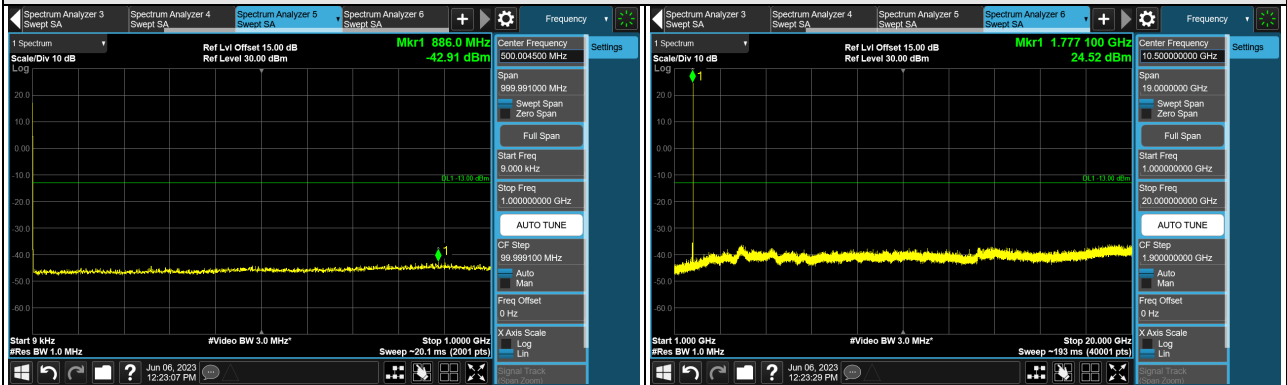 Spectrum Analyzer 3
Swept SA
Spectrum Analyzer 4
Swept SA
Spectrum Analyzer 5
Swept SA
Spectrum Analyzer 6
Swept SA
+
Frequency
1 Spectrum
Scale/Div 10 dB
Log
Ref Lvl Offset 15.00 dB
Ref Level 30.00 dBm
Mkr1 886.0 MHz
-42.91 dBm
20.0
10.0
0.00
-10.0
-20.0
-30.0
-40.0
-50.0
-60.0
DL1 -13.00 dBm
1
Start 9 kHz
#Res BW 1.0 MHz
#Video BW 3.0 MHz*
Stop 1.0000 GHz
Sweep ~20.1 ms (2001 pts)
Center Frequency
500.004500 MHz
Settings
Span
999.991000 MHz
Swept Span
Zero Span
Full Span
Start Freq
9.000 kHz
Stop Freq
1.000000000 GHz
AUTO TUNE
CF Step
99.999100 MHz
Auto
Man
Freq Offset
0 Hz
X Axis Scale
Log
Lin
Signal Track
(Span Zoom)
?
Jun 06, 2023
12:23:07 PM
Spectrum Analyzer 3
Swept SA
Spectrum Analyzer 4
Swept SA
Spectrum Analyzer 5
Swept SA
Spectrum Analyzer 6
Swept SA
+
Frequency
1 Spectrum
Scale/Div 10 dB
Log
Ref Lvl Offset 15.00 dB
Ref Level 30.00 dBm
Mkr1 1.777 100 GHz
24.52 dBm
1
20.0
10.0
0.00
-10.0
-20.0
-30.0
-40.0
-50.0
-60.0
DL1 -13.00 dBm
Start 1.000 GHz
#Res BW 1.0 MHz
#Video BW 3.0 MHz*
Stop 20.000 GHz
Sweep ~193 ms (40001 pts)
Center Frequency
10.500000000 GHz
Settings
Span
19.0000000 GHz
Swept Span
Zero Span
Full Span
Start Freq
1.000000000 GHz
Stop Freq
20.000000000 GHz
AUTO TUNE
CF Step
1.900000000 GHz
Auto
Man
Freq Offset
0 Hz
X Axis Scale
Log
Lin
Signal Track
(Span Zoom)
?
Jun 06, 2023
12:23:29 PM